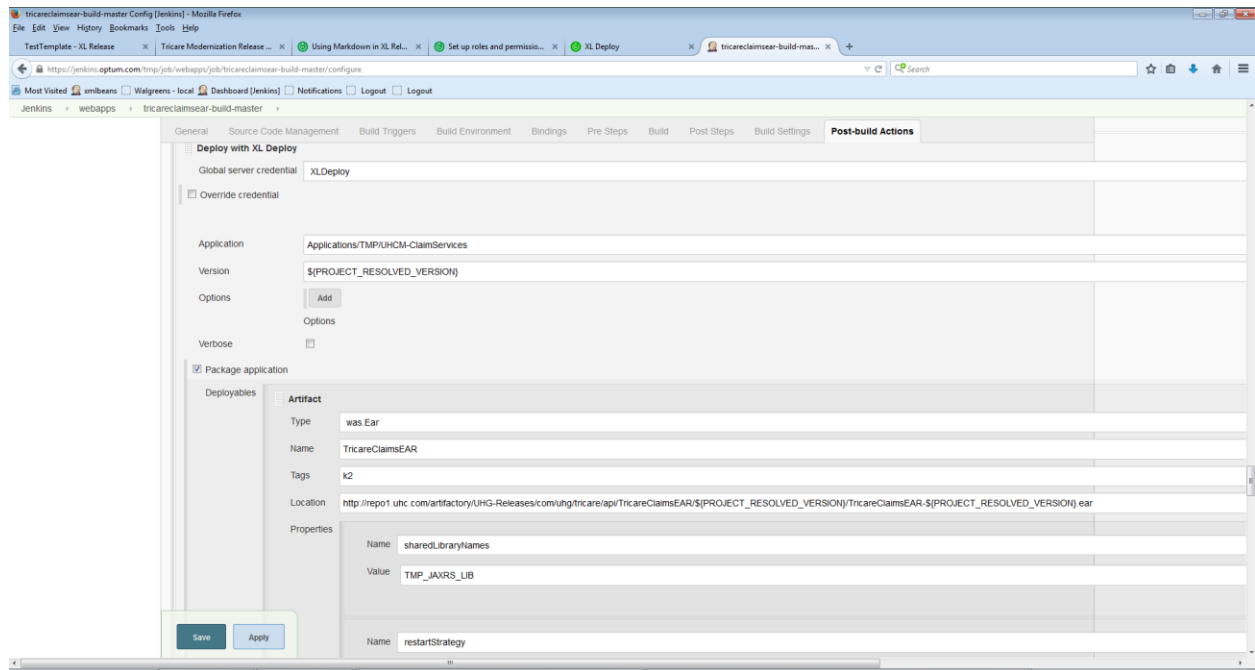 tricareclaimsear-build-master Config [Jenkins] - Mozilla Firefox
File Edit View History Bookmarks Tools Help
TestTemplate - XL Release
Tricare Modernization Release ...
Using Markdown in XL Rel...
Set up roles and permissio...
XL Deploy
tricareclaimsear-build-mas...
https://jenkins.optum.com/tmp/job/webapps/job/tricareclaimsear-build-master/configure
Search
Most Visited xmlbeans Walgreens - local Dashboard [Jenkins] Notifications Logout Logout
Jenkins webapps tricareclaimsear-build-master
General Source Code Management Build Triggers Build Environment Bindings Pre Steps Build Post Steps Build Settings Post-build Actions
Deploy with XL Deploy
Global server credential XLDeploy
Override credential
Application Applications/TMP/UHCM-ClaimServices
Version ${PROJECT_RESOLVED_VERSION}
Options Add
Options
Verbose
Package application
Deployables
Artifact
Type was.Ear
Name TricareClaimsEAR
Tags k2
Location http://repo1.uhc.com/artifactory/UHG-Releases/com/uhg/tricare/api/TricareClaimsEAR/${PROJECT_RESOLVED_VERSION}/TricareClaimsEAR-${PROJECT_RESOLVED_VERSION}.ear
Properties
Name sharedLibraryNames
Value TMP_JAXRS_LIB
Save Apply
Name restartStrategy